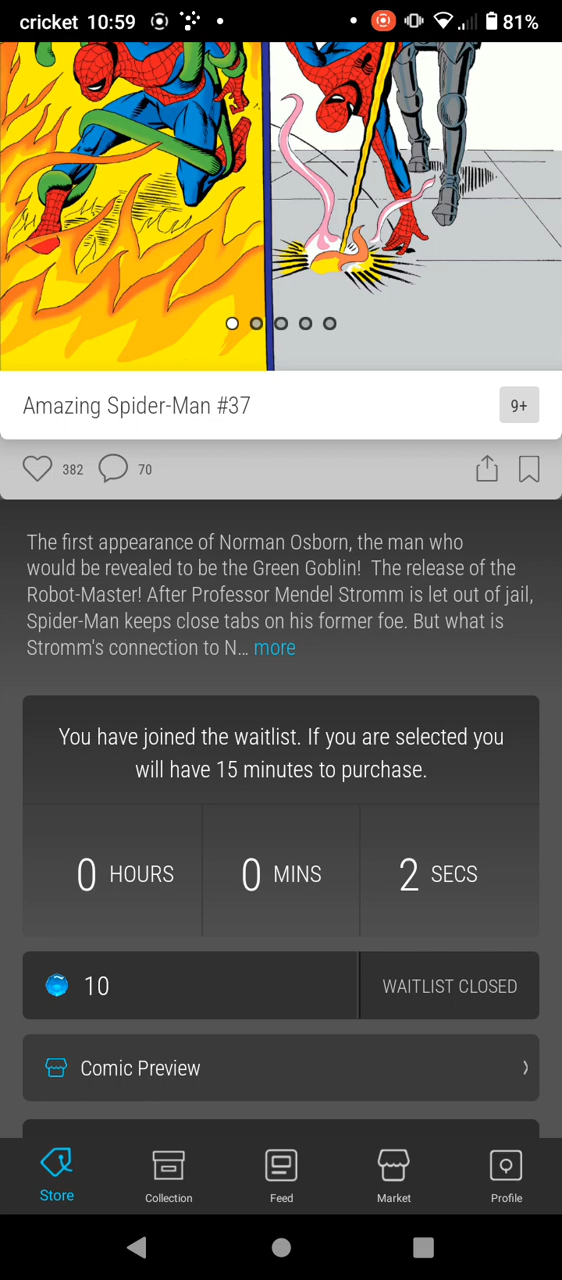 cricket 10:59 81%
Amazing Spider-Man #37 9+
382 70
The first appearance of Norman Osborn, the man who
would be revealed to be the Green Goblin!  The release of the
Robot-Master! After Professor Mendel Stromm is let out of jail,
Spider-Man keeps close tabs on his former foe. But what is
Stromm's connection to N... more
You have joined the waitlist. If you are selected you
will have 15 minutes to purchase.
0 HOURS 0 MINS 2 SECS
10 WAITLIST CLOSED
Comic Preview
Store Collection Feed Market Profile